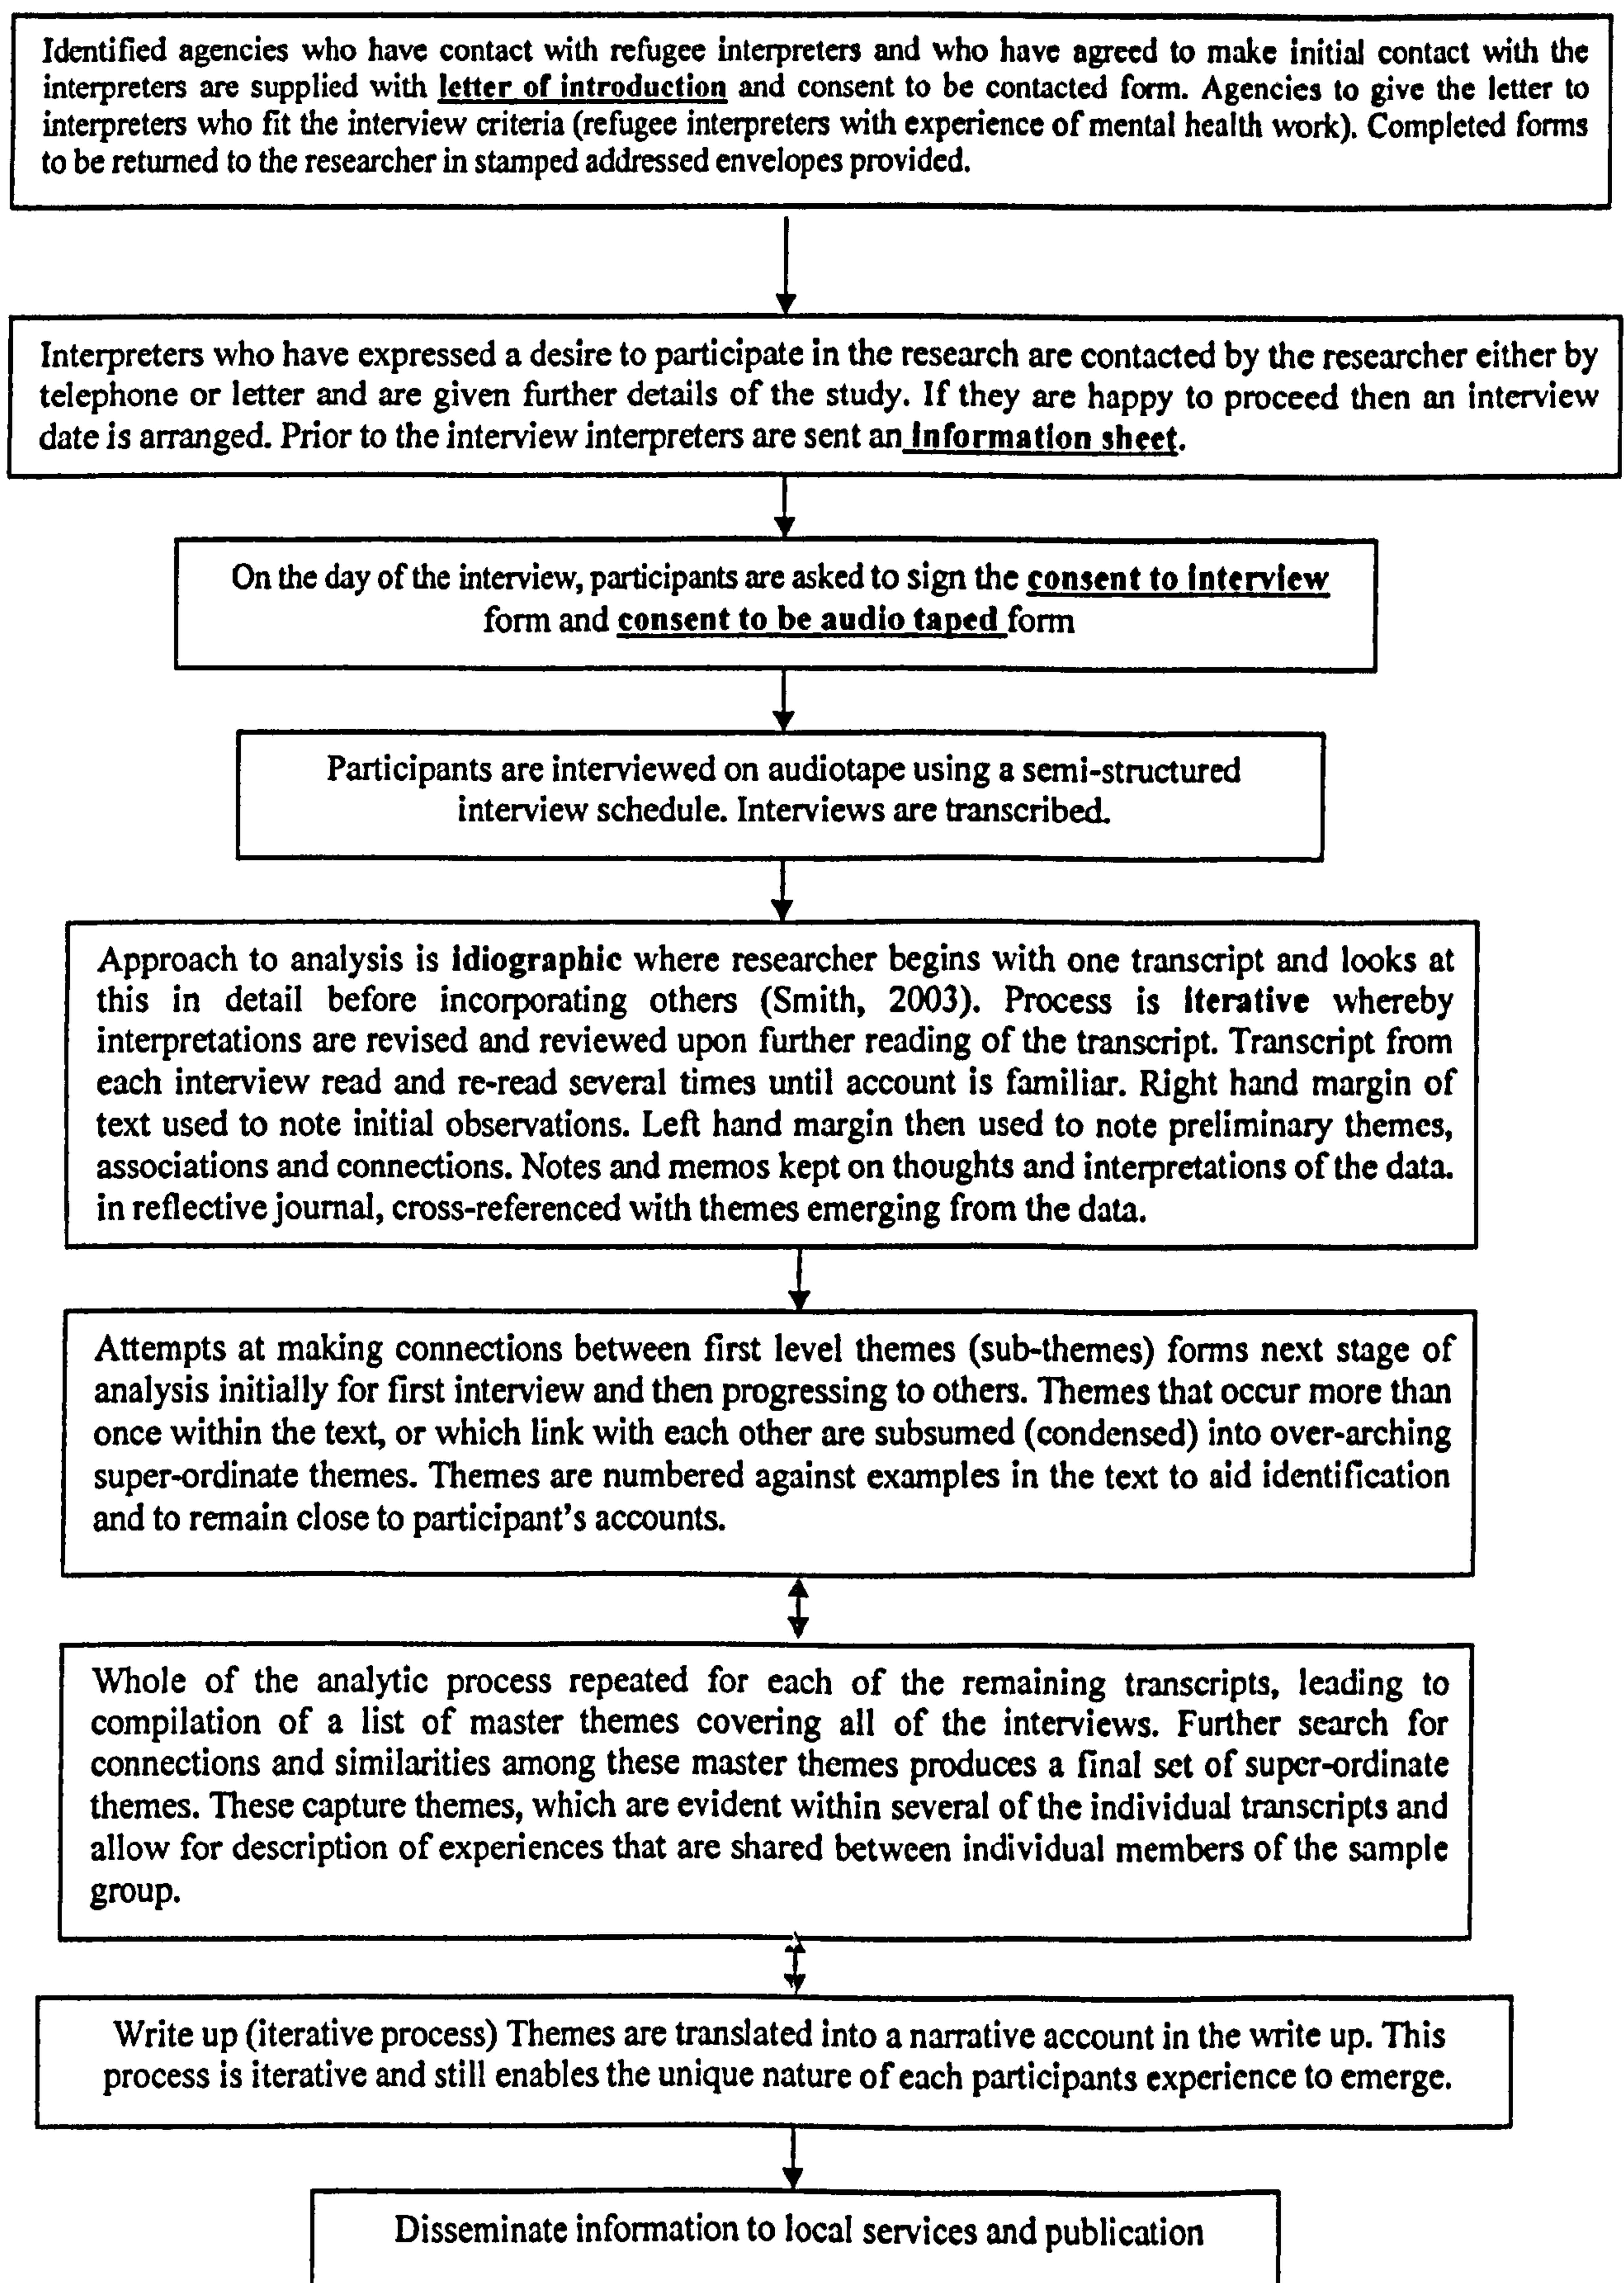 Identified agencies who have contact with refugee interpreters and who have agreed to make initial contact with the
interpreters are supplied with letter of introduction and consent to be contacted form. Agencies to give the letter to
interpreters who fit the interview criteria (refugee interpreters with experience of mental health work). Completed forms
to be returned to the researcher in stamped addressed envelopes provided.
Interpreters who have expressed a desire to participate in the research are contacted by the researcher either by
telephone or letter and are given further details of the study. If they are happy to proceed then an interview
date is arranged. Prior to the interview interpreters are sent an information sheet.
On the day of the interview, participants are asked to sign the consent to interview
form and consent to be audio taped form
Participants are interviewed on audiotape using a semi-structured
interview schedule. Interviews are transcribed.
Approach to analysis is idiographic where researcher begins with one transcript and looks at
this in detail before incorporating others (Smith, 2003). Process is iterative whereby
interpretations are revised and reviewed upon further reading of the transcript. Transcript from
each interview read and re-read several times until account is familiar. Right hand margin of
text used to note initial observations. Left hand margin then used to note preliminary themes,
associations and connections. Notes and memos kept on thoughts and interpretations of the data.
in reflective journal, cross-referenced with themes emerging from the data.
Attempts at making connections between first level themes (sub-themes) forms next stage of
analysis initially for first interview and then progressing to others. Themes that occur more than
once within the text, or which link with each other are subsumed (condensed) into over-arching
super-ordinate themes. Themes are numbered against examples in the text to aid identification
and to remain close to participant's accounts.
Whole of the analytic process repeated for each of the remaining transcripts, leading to
compilation of a list of master themes covering all of the interviews. Further search for
connections and similarities among these master themes produces a final set of super-ordinate
themes. These capture themes, which are evident within several of the individual transcripts and
allow for description of experiences that are shared between individual members of the sample
group.
Write up (iterative process) Themes are translated into a narrative account in the write up. This
process is iterative and still enables the unique nature of each participants experience to emerge.
Disseminate information to local services and publication